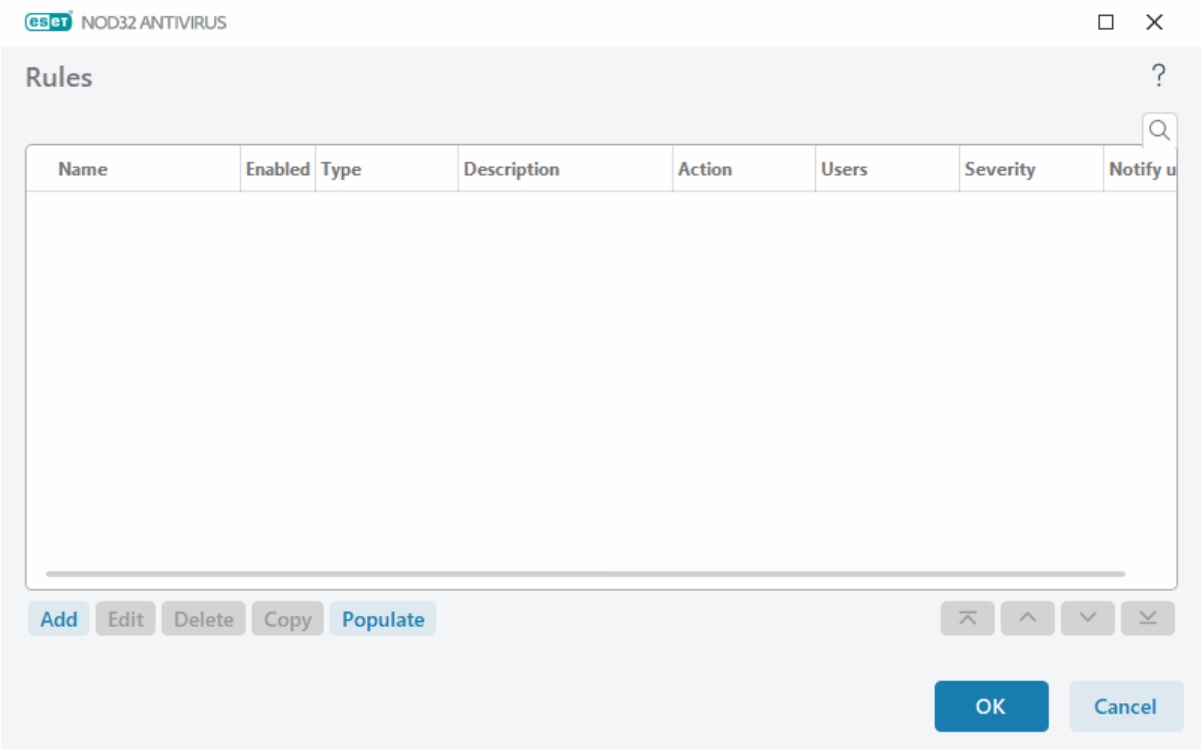 eseT NOD32 ANTIVIRUS
Rules
?
Name Enabled Type Description Action Users Severity Notify u
Add Edit Delete Copy Populate
OK Cancel